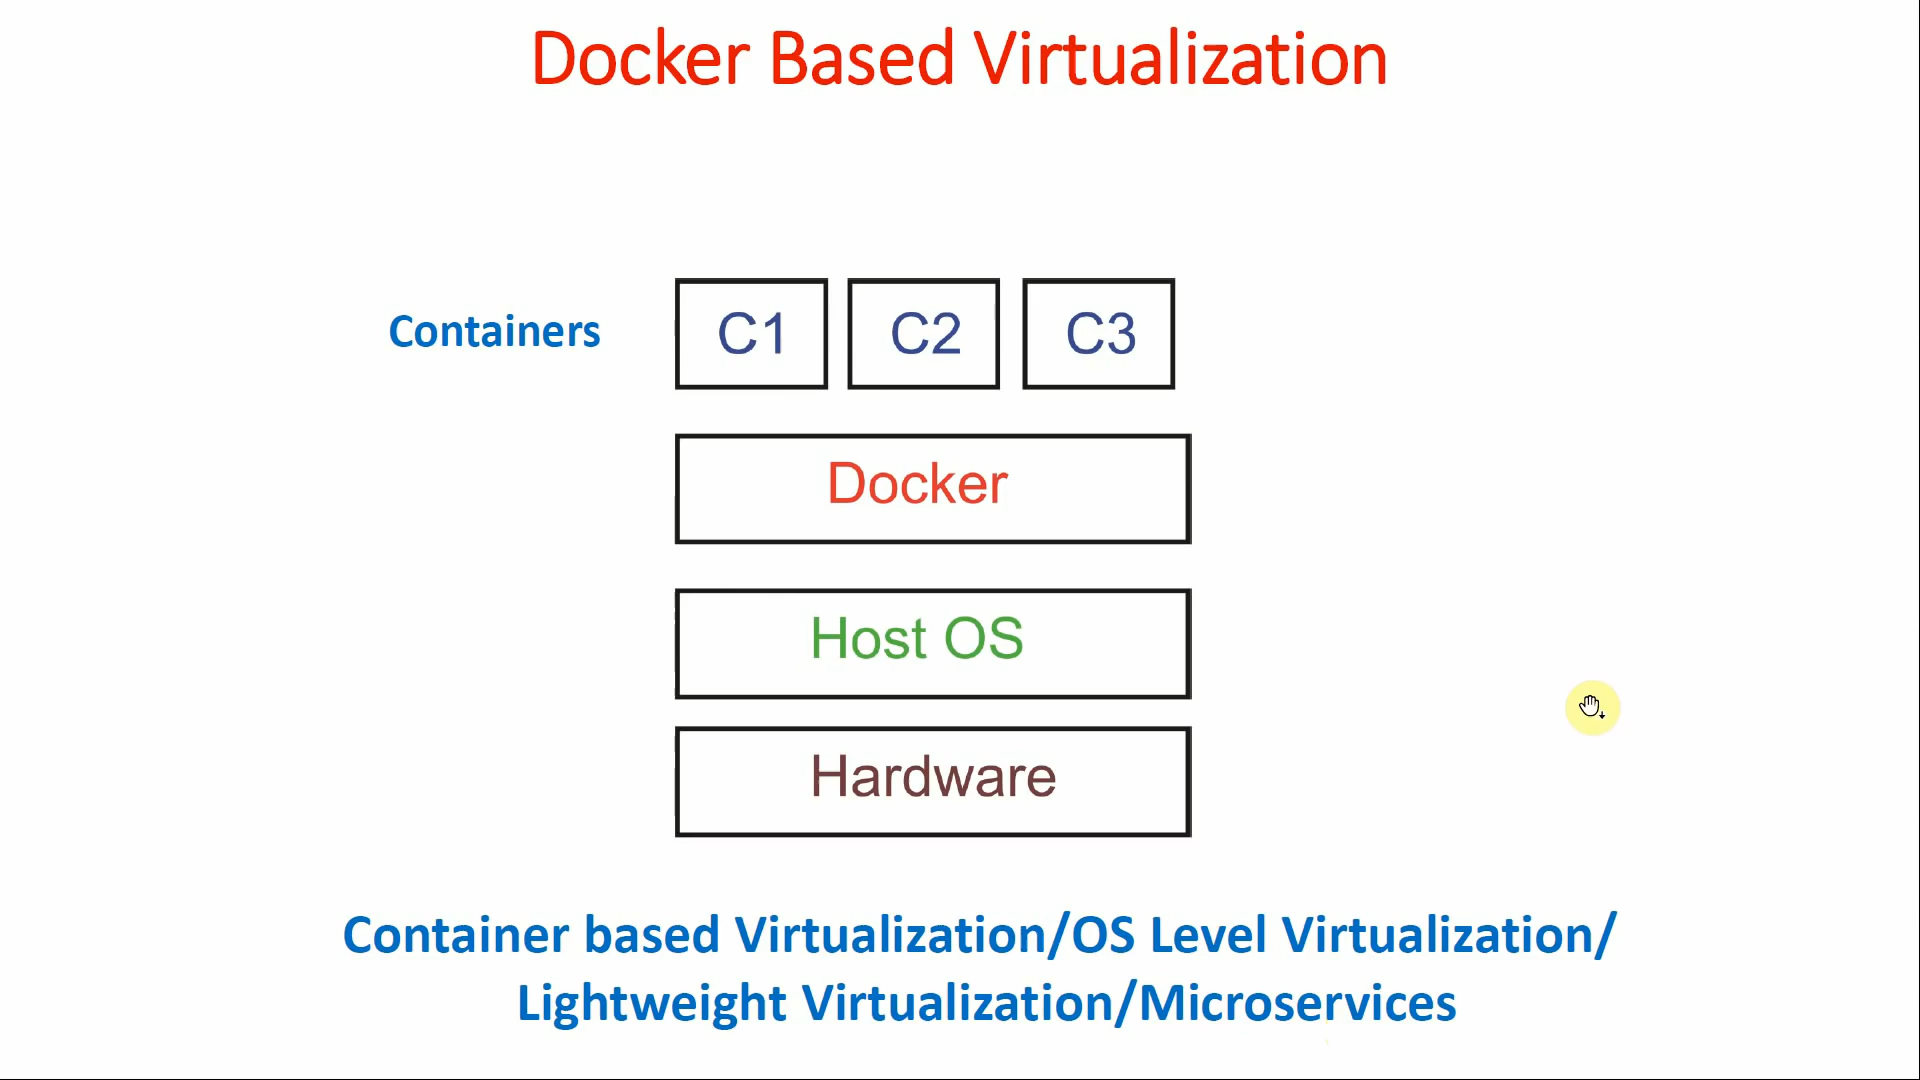 Docker Based Virtualization
Containers
C1
C2
C3
Docker
Host OS
Hardware
Container based Virtualization/OS Level Virtualization/
Lightweight Virtualization/Microservices